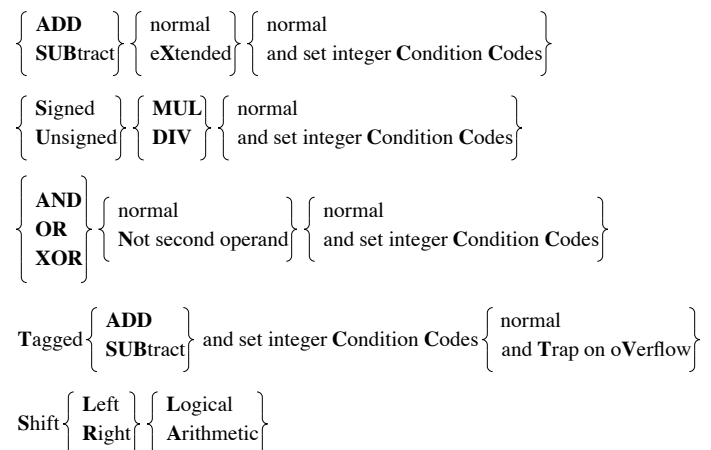 ADD normal normal
SUBtract eXtended and set integer Condition Codes
Signed MUL normal
Unsigned DIV and set integer Condition Codes
AND
OR
XOR
normal normal
Not second operand and set integer Condition Codes
Tagged ADD SUBtract and set integer Condition Codes normal and Trap on oVerflow
Shift Left Right Logical Arithmetic